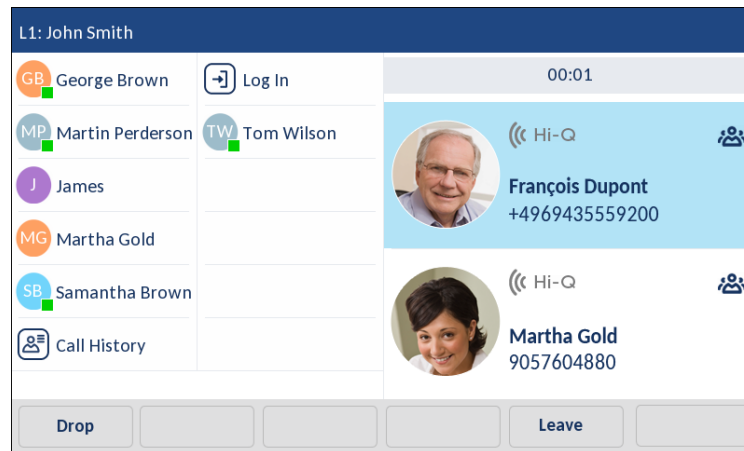 L1: John Smith
GB George Brown
Log In
MP Martin Perderson
TW Tom Wilson
J James
MG Martha Gold
SB Samantha Brown
Call History
00:01
Hi-Q
François Dupont
+4969435559200
Hi-Q
Martha Gold
9057604880
Drop
Leave